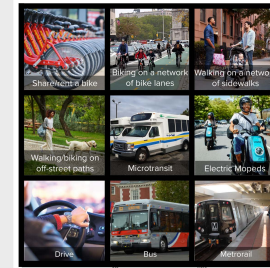 Share/rent a bike
Biking on a network
of bike lanes
Walking on a netwo
of sidewalks
Walking/biking on
off-street paths
Microtransit
Electric Mopeds
Drive
Bus
Metrorail